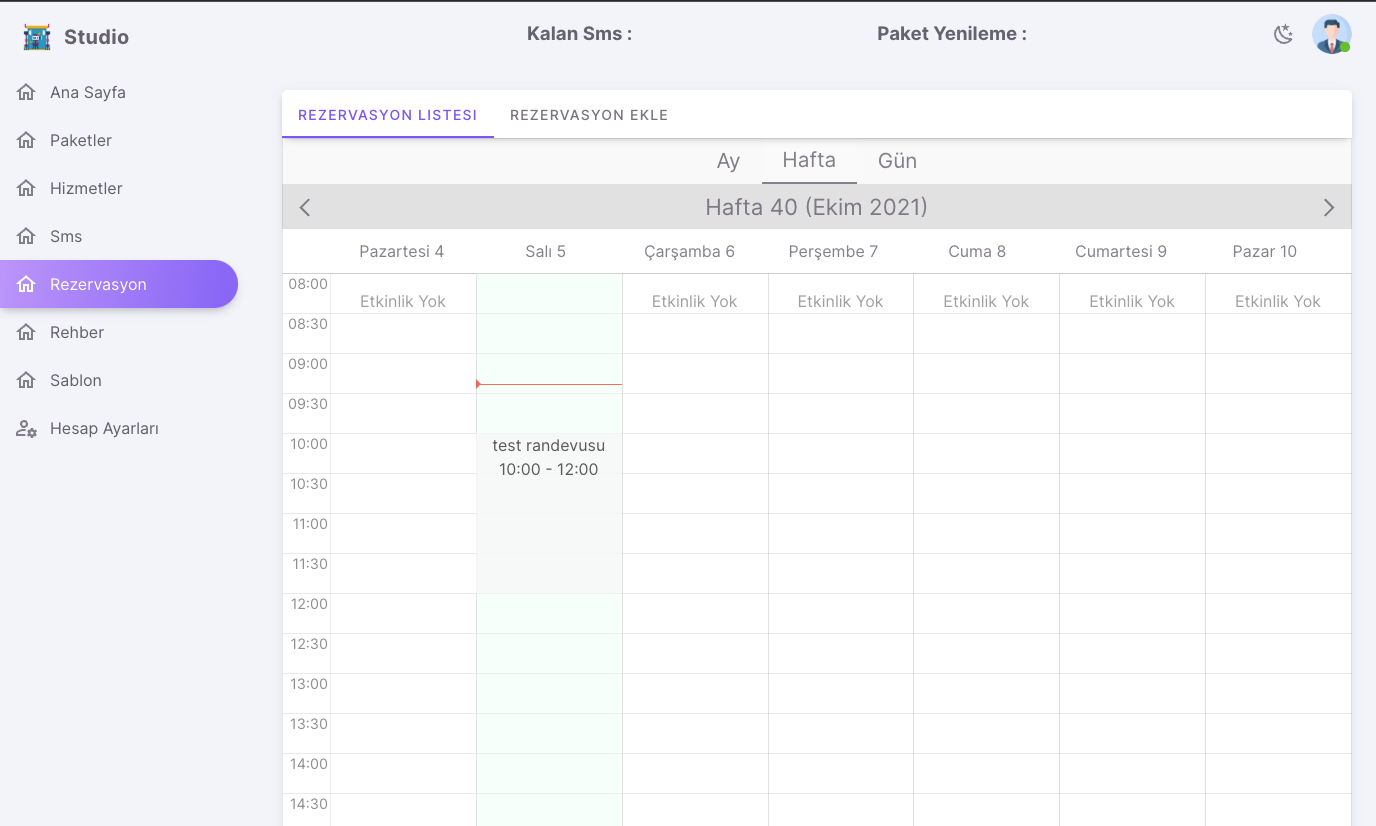 Studio
Kalan Sms :
Paket Yenileme :
Ana Sayfa
Paketler
Hizmetler
Sms
Rezervasyon
Rehber
Sablon
Hesap Ayarları
REZERVASYON LISTESI
REZERVASYON EKLE
Ay
Hafta
Gün
Hafta 40 (Ekim 2021)
Pazartesi 4
Salı 5
Çarşamba 6
Perşembe 7
Cuma 8
Cumartesi 9
Pazar 10
08:00
Etkinlik Yok
Etkinlik Yok
Etkinlik Yok
Etkinlik Yok
Etkinlik Yok
Etkinlik Yok
08:30
09:00
09:30
10:00
test randevusu
10:00 - 12:00
10:30
11:00
11:30
12:00
12:30
13:00
13:30
14:00
14:30